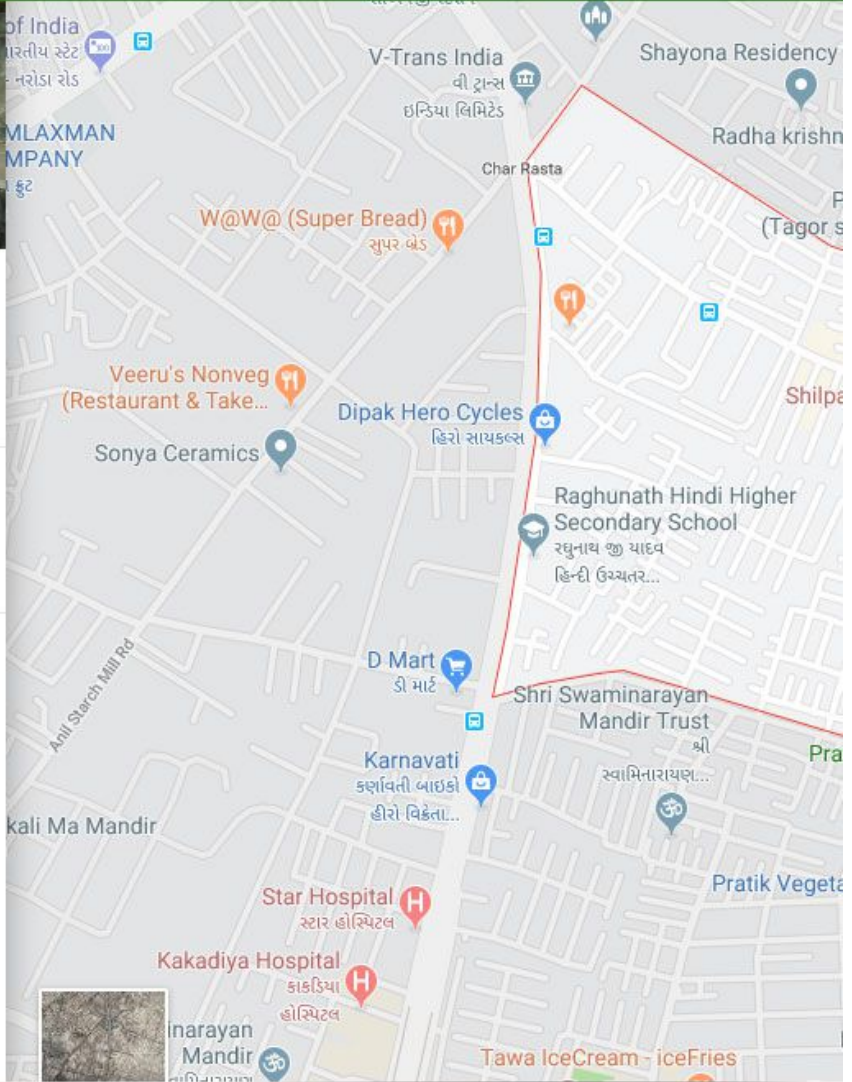 of India
- નરોડા રોડ
MLAXMAN
MPANY
V-Trans India
વી ટ્રાન્સ
ઇન્ડિયા લિમિટેડ
Shayona Residency
Radha krishn
Char Rasta
W@W@ (Super Bread)
સુપર બ્રેડ
P
(Tagor s
Veeru's Nonveg
(Restaurant & Take...
Dipak Hero Cycles
હિરો સાયકલ્સ
Shilpa
Sonya Ceramics
Raghunath Hindi Higher
Secondary School
રઘુનાથ જી યાદવ
હિન્દી ઉચ્ચતર...
Anil Starch Mill Rd
D Mart
ડી માર્ટ
Shri Swaminarayan
Mandir Trust
શ્રી
સ્વામિનારાયણ...
Karnavati
કર્ણાવતી બાઇકો
હીરો વિક્રેતા...
Pra
kali Ma Mandir
Pratik Vegeta
Star Hospital
સ્ટાર હોસ્પિટલ
Kakadiya Hospital
કાકડિયા
હોસ્પિટલ
inarayan
Mandir
Tawa IceCream - iceFries